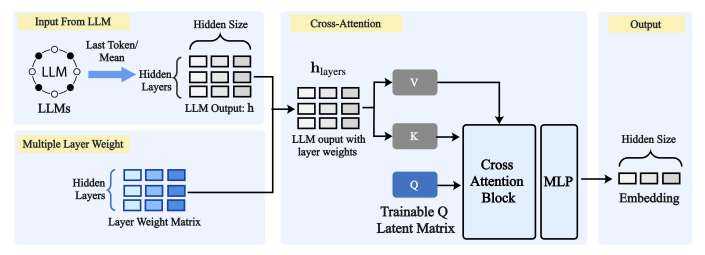 Input From LLM
Hidden Size
LLM
Last Token/
Mean
Hidden
Layers
LLMs
LLM Output: h
Multiple Layer Weight
Hidden
Layers
Layer Weight Matrix
Cross-Attention
h_layers
LLM ouput with
layer weights
V
K
Q
Trainable Q
Latent Matrix
Cross
Attention
Block
MLP
Output
Hidden Size
Embedding